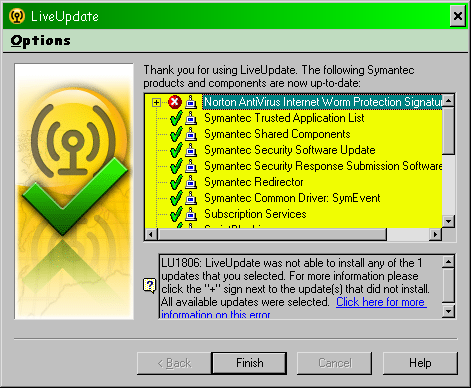 LiveUpdate
Options
Thank you for using LiveUpdate. The following Symantec
products and components are now up-to-date:
Norton AntiVirus Internet Worm Protection Signatur
Symantec Trusted Application List
Symantec Shared Components
Symantec Security Software Update
Symantec Security Response Submission Software
Symantec Redirector
Symantec Common Driver: SymEvent
Subscription Services
LU1806: LiveUpdate was not able to install any of the 1
updates that you selected. For more information please
click the "+" sign next to the update(s) that did not install.
All available updates were selected. Click here for more
information on this error
< Back
Finish
Cancel
Help